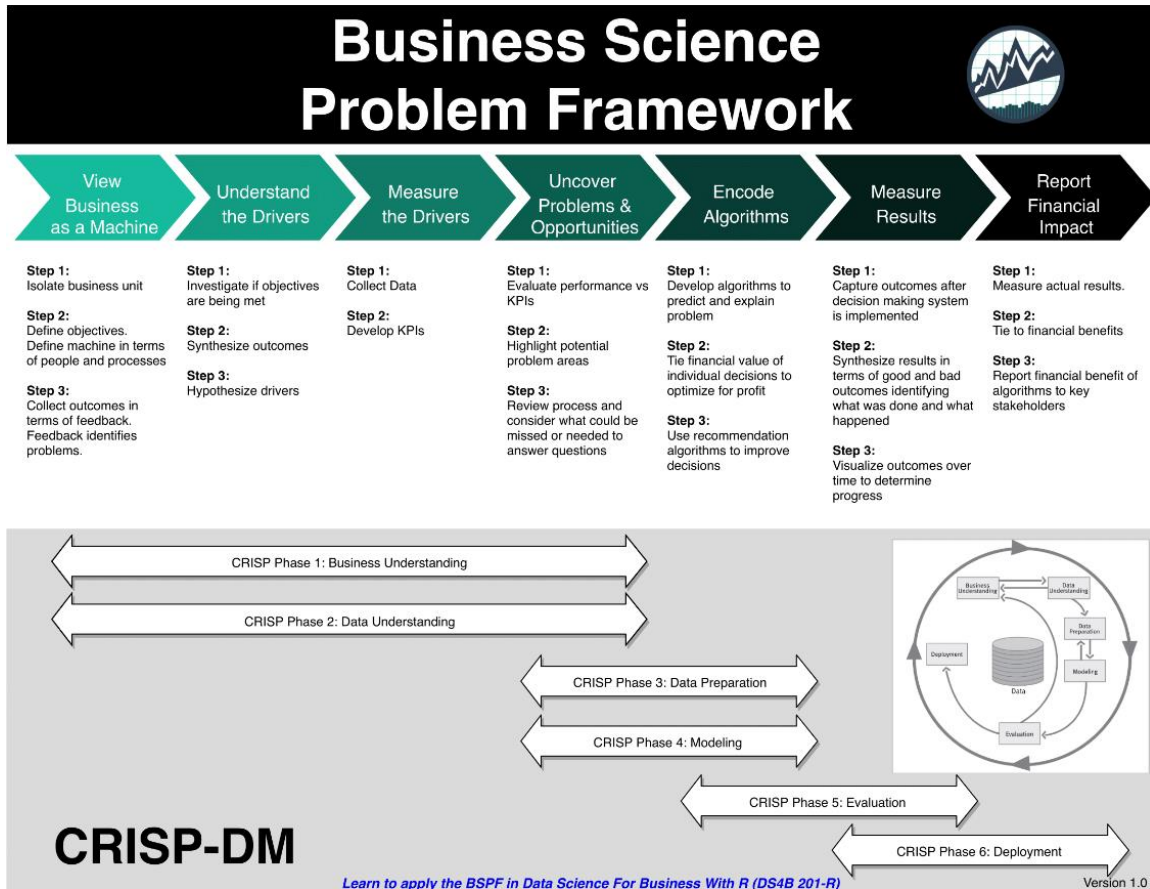 Business Science
Problem Framework
View
Business
as a Machine
Understand
the Drivers
Measure
the Drivers
Uncover
Problems &
Opportunities
Encode
Algorithms
Measure
Results
Report
Financial
Impact
Step 1:
Isolate business unit
Step 2:
Define objectives.
Define machine in terms
of people and processes
Step 3:
Collect outcomes in
terms of feedback.
Feedback identifies
problems.
Step 1:
Investigate if objectives
are being met
Step 2:
Synthesize outcomes
Step 3:
Hypothesize drivers
Step 1:
Collect Data
Step 2:
Develop KPIs
Step 1:
Evaluate performance vs
KPIs
Step 2:
Highlight potential
problem areas
Step 3:
Review process and
consider what could be
missed or needed to
answer questions
Step 1:
Develop algorithms to
predict and explain
problem
Step 2:
Tie financial value of
individual decisions to
optimize for profit
Step 3:
Use recommendation
algorithms to improve
decisions
Step 1:
Capture outcomes after
decision making system
is implemented
Step 2:
Synthesize results in
terms of good and bad
outcomes identifying
what was done and what
happened
Step 3:
Visualize outcomes over
time to determine
progress
Step 1:
Measure actual results.
Step 2:
Tie to financial benefits
Step 3:
Report financial benefit of
algorithms to key
stakeholders
CRISP Phase 1: Business Understanding
CRISP Phase 2: Data Understanding
CRISP Phase 3: Data Preparation
CRISP Phase 4: Modeling
CRISP Phase 5: Evaluation
CRISP Phase 6: Deployment
Business
Understanding
Data
Understanding
Data
Preparation
Modeling
Deployment
Data
Evaluation
CRISP-DM
Learn to apply the BSPF in Data Science For Business With R (DS4B 201-R)
Version 1.0